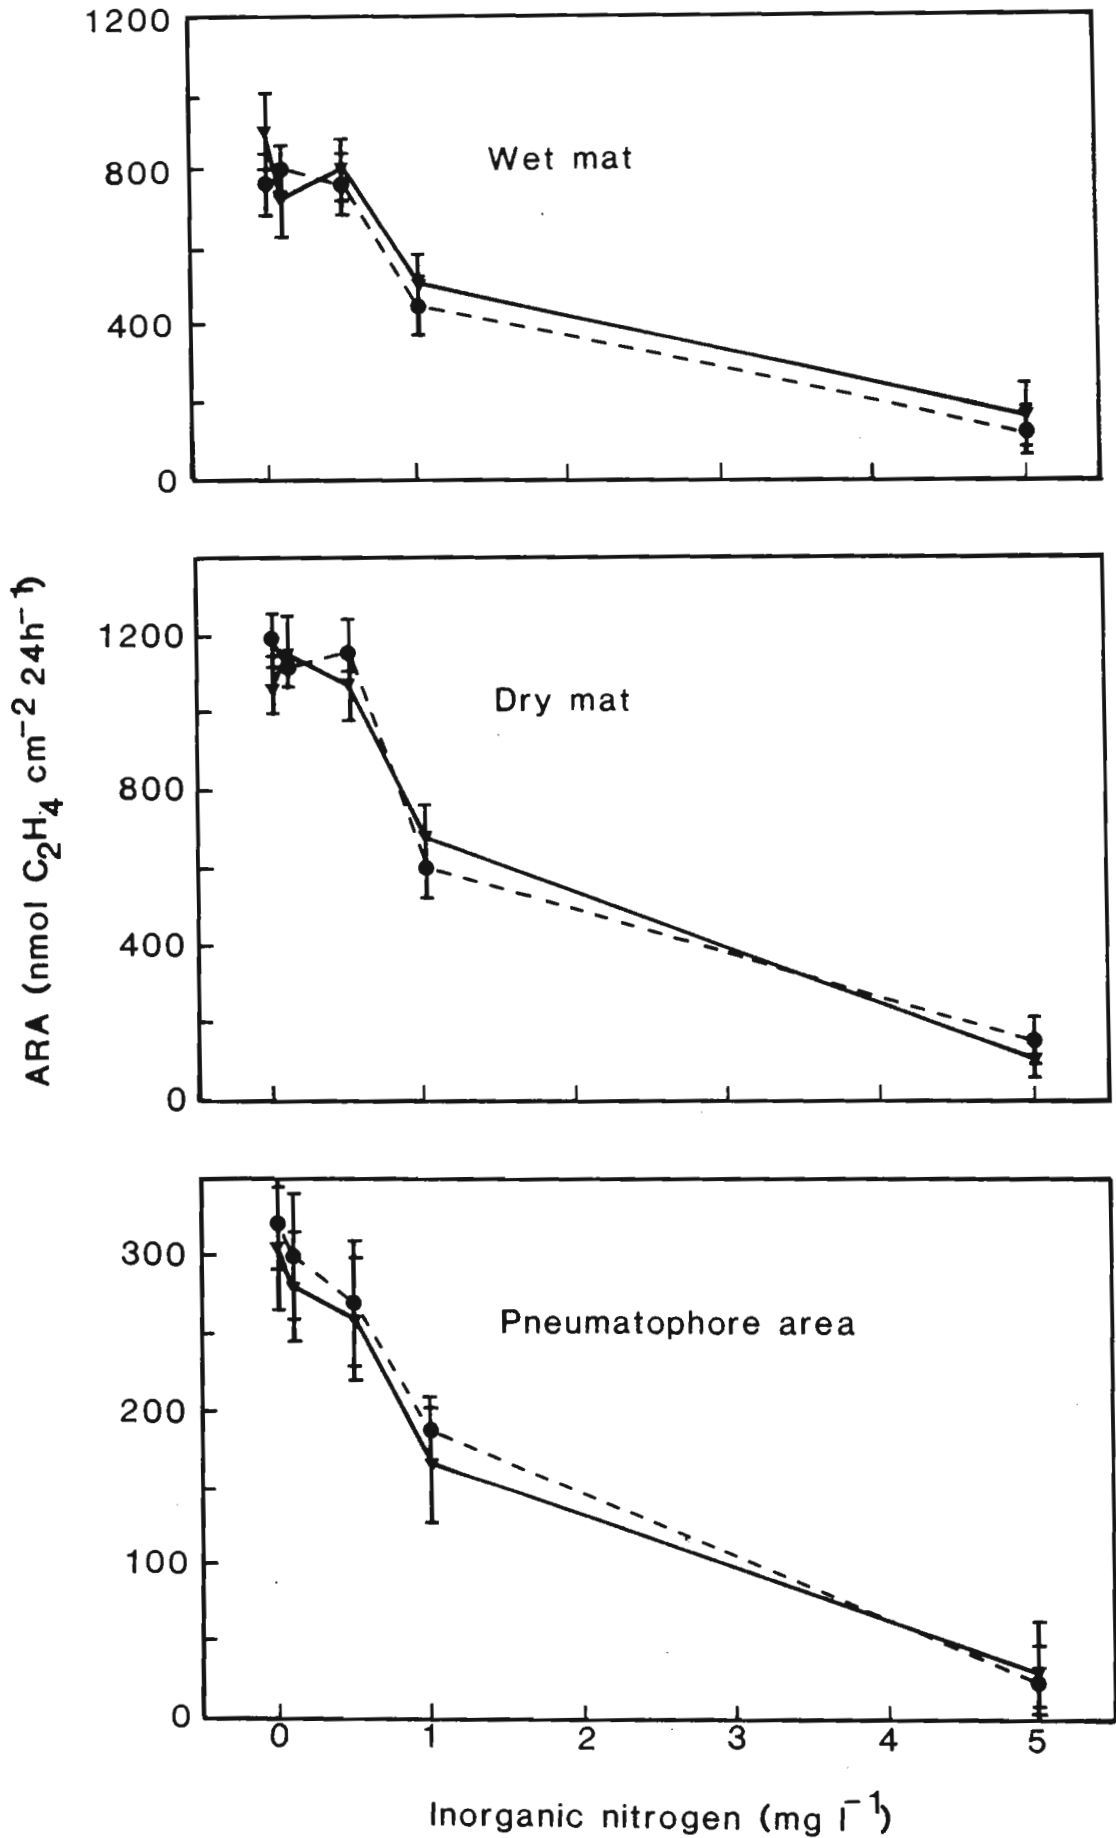 1200
800
400
0
Wet mat
1200
800
400
0
Dry mat
ARA (nmol C₂H₄ cm⁻² 24h⁻¹)
300
200
100
0
Pneumatophore area
0 1 2 3 4 5
Inorganic nitrogen (mg l⁻¹)